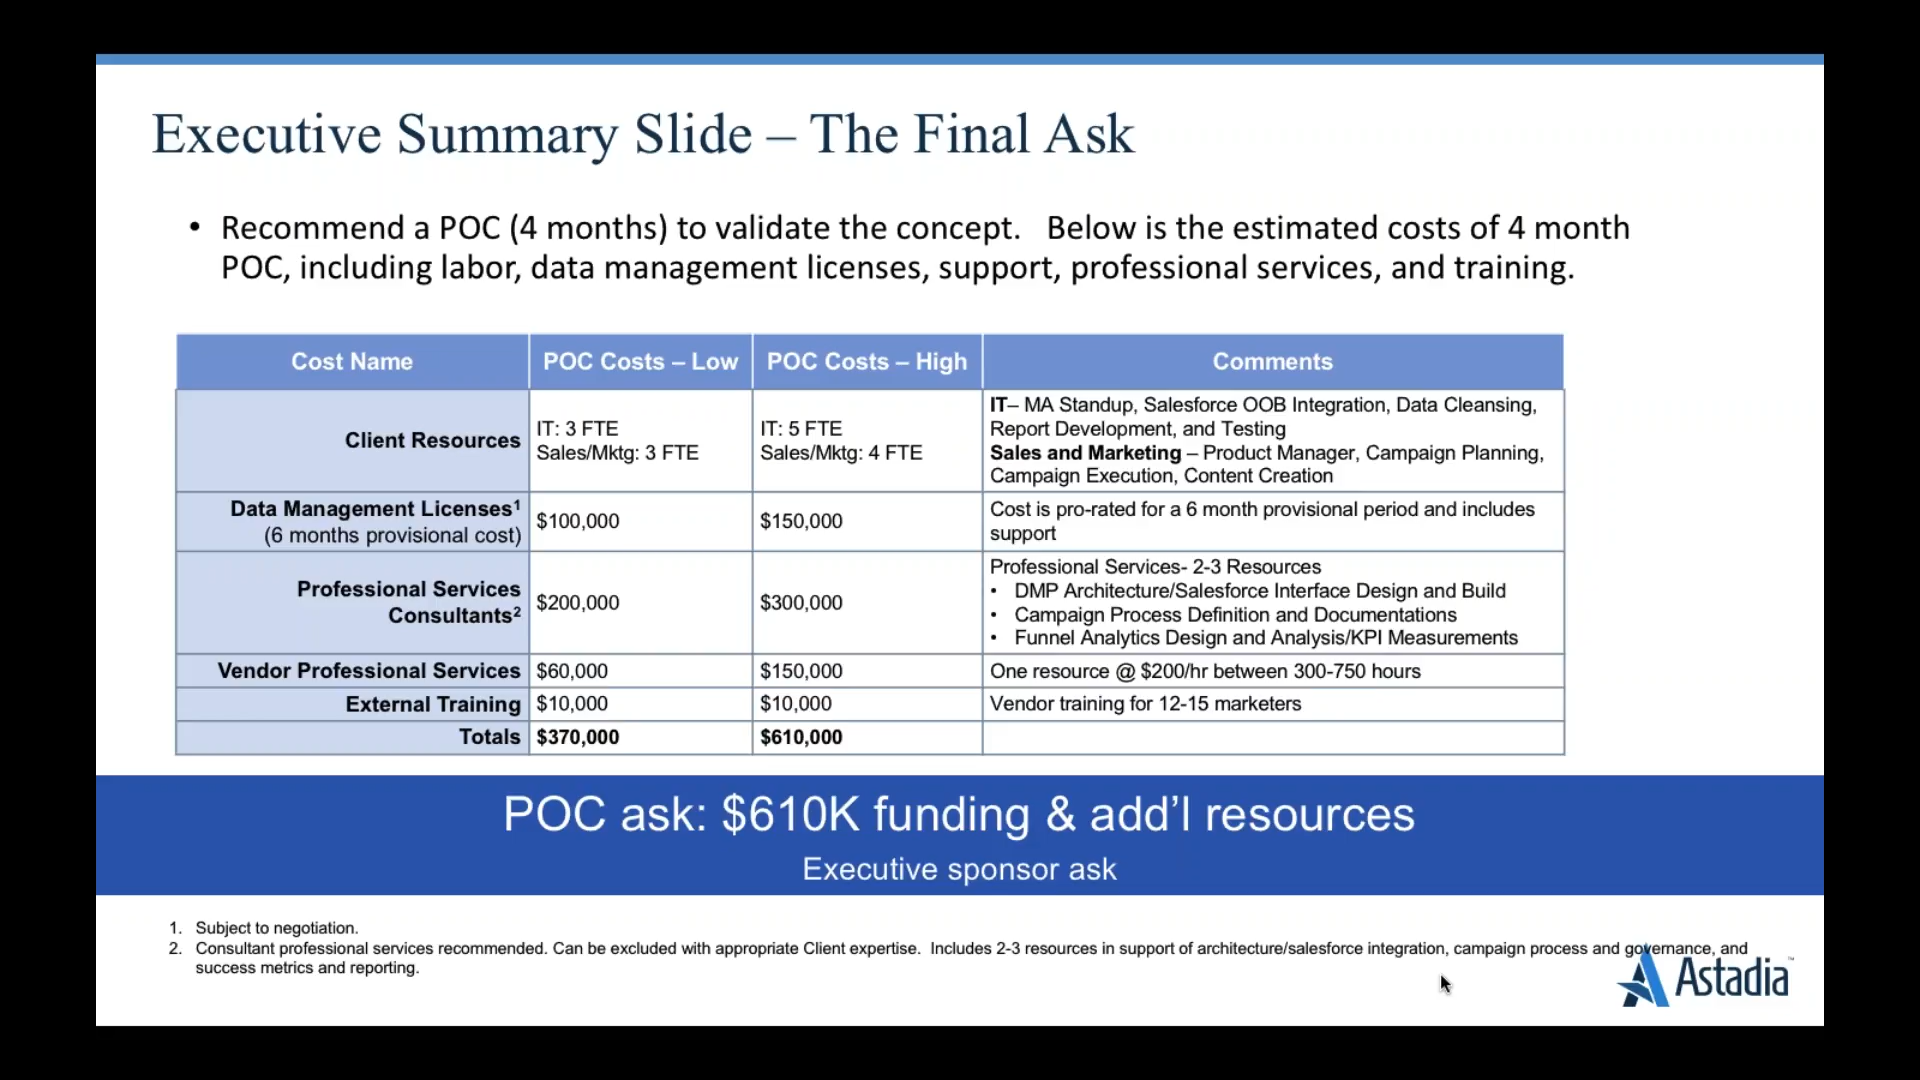 Executive Summary Slide – The Final Ask
• Recommend a POC (4 months) to validate the concept.   Below is the estimated costs of 4 month
POC, including labor, data management licenses, support, professional services, and training.
Cost Name
POC Costs – Low
POC Costs – High
Comments
Client Resources
IT: 3 FTE
Sales/Mktg: 3 FTE
IT: 5 FTE
Sales/Mktg: 4 FTE
IT– MA Standup, Salesforce OOB Integration, Data Cleansing,
Report Development, and Testing
Sales and Marketing – Product Manager, Campaign Planning,
Campaign Execution, Content Creation
Data Management Licenses¹
(6 months provisional cost)
$100,000
$150,000
Cost is pro-rated for a 6 month provisional period and includes
support
Professional Services
Consultants²
$200,000
$300,000
Professional Services- 2-3 Resources
• DMP Architecture/Salesforce Interface Design and Build
• Campaign Process Definition and Documentations
• Funnel Analytics Design and Analysis/KPI Measurements
Vendor Professional Services
$60,000
$150,000
One resource @ $200/hr between 300-750 hours
External Training
$10,000
$10,000
Vendor training for 12-15 marketers
Totals
$370,000
$610,000
POC ask: $610K funding & add’l resources
Executive sponsor ask
1. Subject to negotiation.
2. Consultant professional services recommended. Can be excluded with appropriate Client expertise.  Includes 2-3 resources in support of architecture/salesforce integration, campaign process and governance, and
success metrics and reporting.
Astadia™